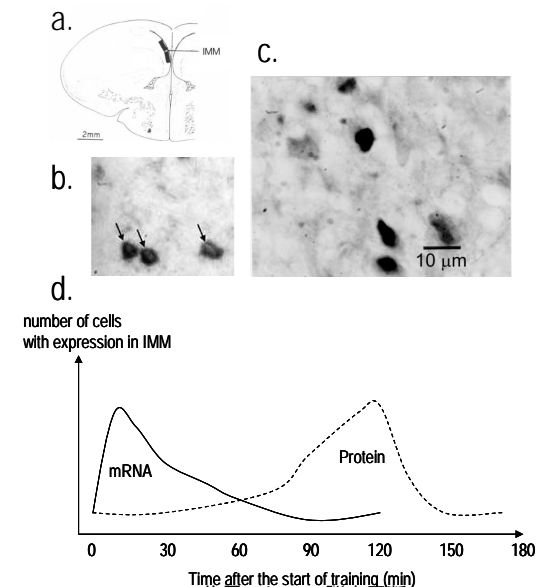 a.
IMM
2mm
b.
c.
10 μm
d.
number of cells
with expression in IMM
mRNA
Protein
0 30 60 90 120 150 180
Time after the start of training (min)